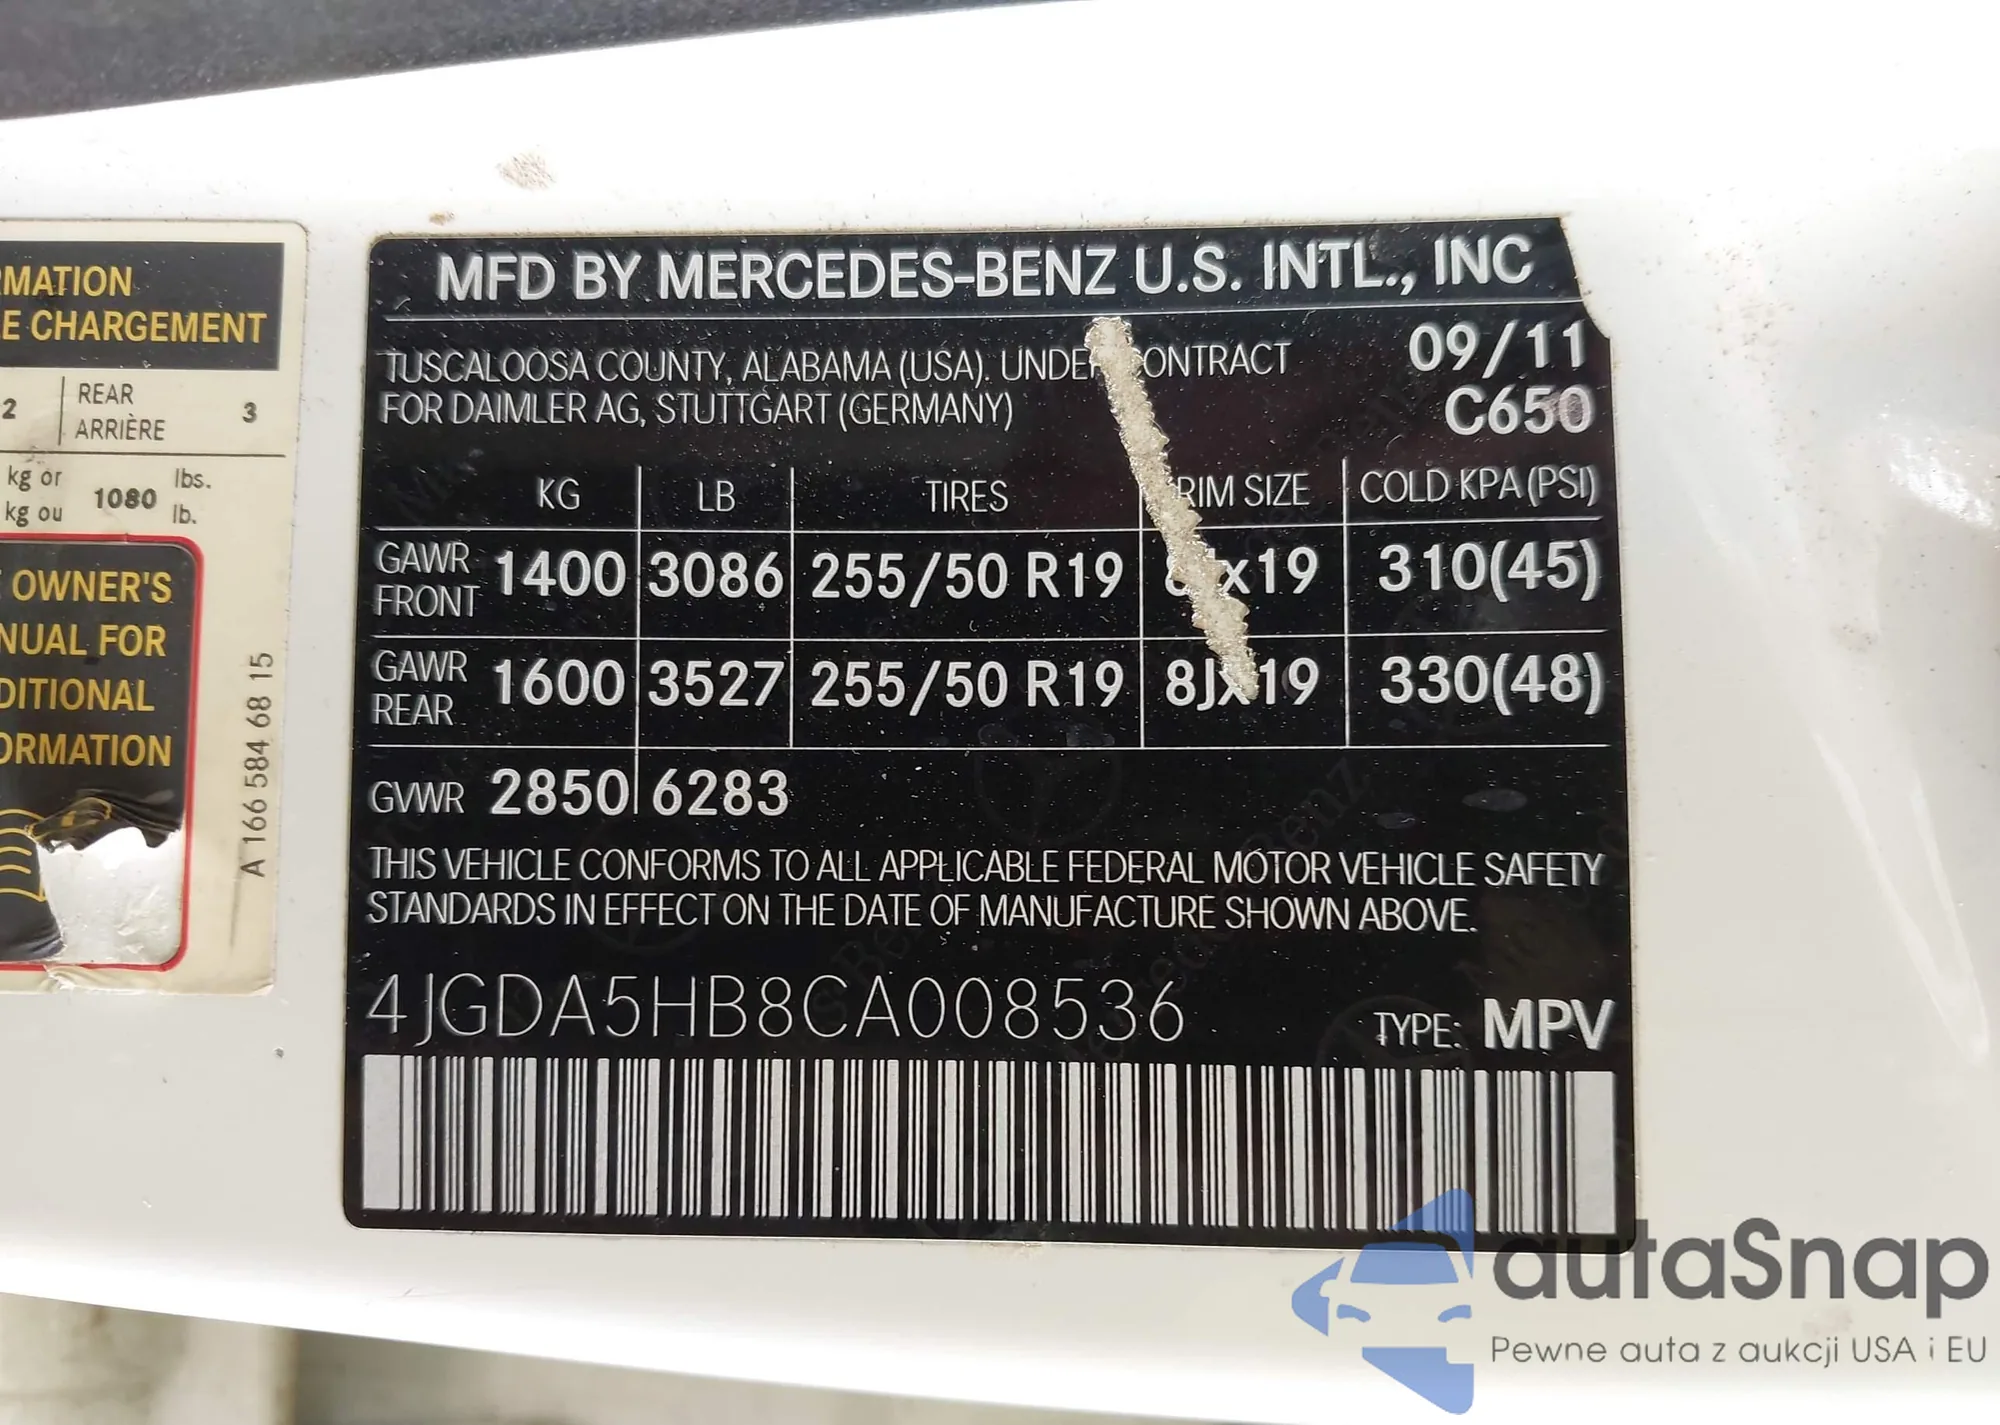 RMATION
E CHARGEMENT
2 REAR ARRIÈRE 3
kg or 1080 lbs.
kg ou lb.
OWNER'S
NUAL FOR
DITIONAL
ORMATION
A 166 584 68 15
MFD BY MERCEDES-BENZ U.S. INTL., INC
TUSCALOOSA COUNTY, ALABAMA (USA). UNDER CONTRACT 09/11
FOR DAIMLER AG, STUTTGART (GERMANY) C650
KG LB TIRES RIM SIZE COLD KPA (PSI)
GAWR FRONT 1400 3086 255/50 R19 8Jx19 310(45)
GAWR REAR 1600 3527 255/50 R19 8Jx19 330(48)
GVWR 2850 6283
THIS VEHICLE CONFORMS TO ALL APPLICABLE FEDERAL MOTOR VEHICLE SAFETY
STANDARDS IN EFFECT ON THE DATE OF MANUFACTURE SHOWN ABOVE.
4JGDA5HB8CA008536 TYPE: MPV
autaSnap
Pewne auta z aukcji USA i EU